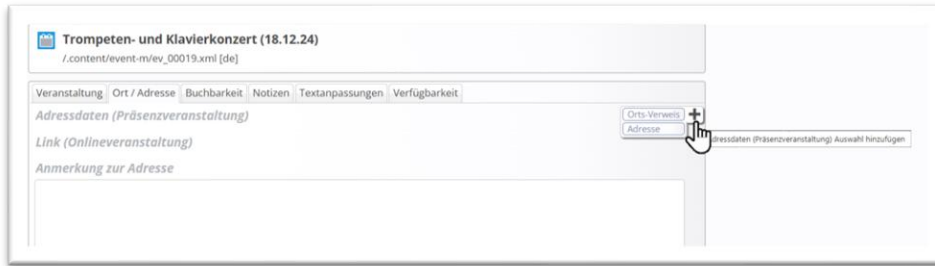 Trompeten- und Klavierkonzert (18.12.24)
/.content/event-m/ev_00019.xml [de]
Veranstaltung Ort / Adresse Buchbarkeit Notizen Textanpassungen Verfügbarkeit
Adressdaten (Präsenzveranstaltung)
Orts-Verweis
Adresse
dressdaten (Präsenzveranstaltung) Auswahl hinzufügen
Link (Onlineveranstaltung)
Anmerkung zur Adresse